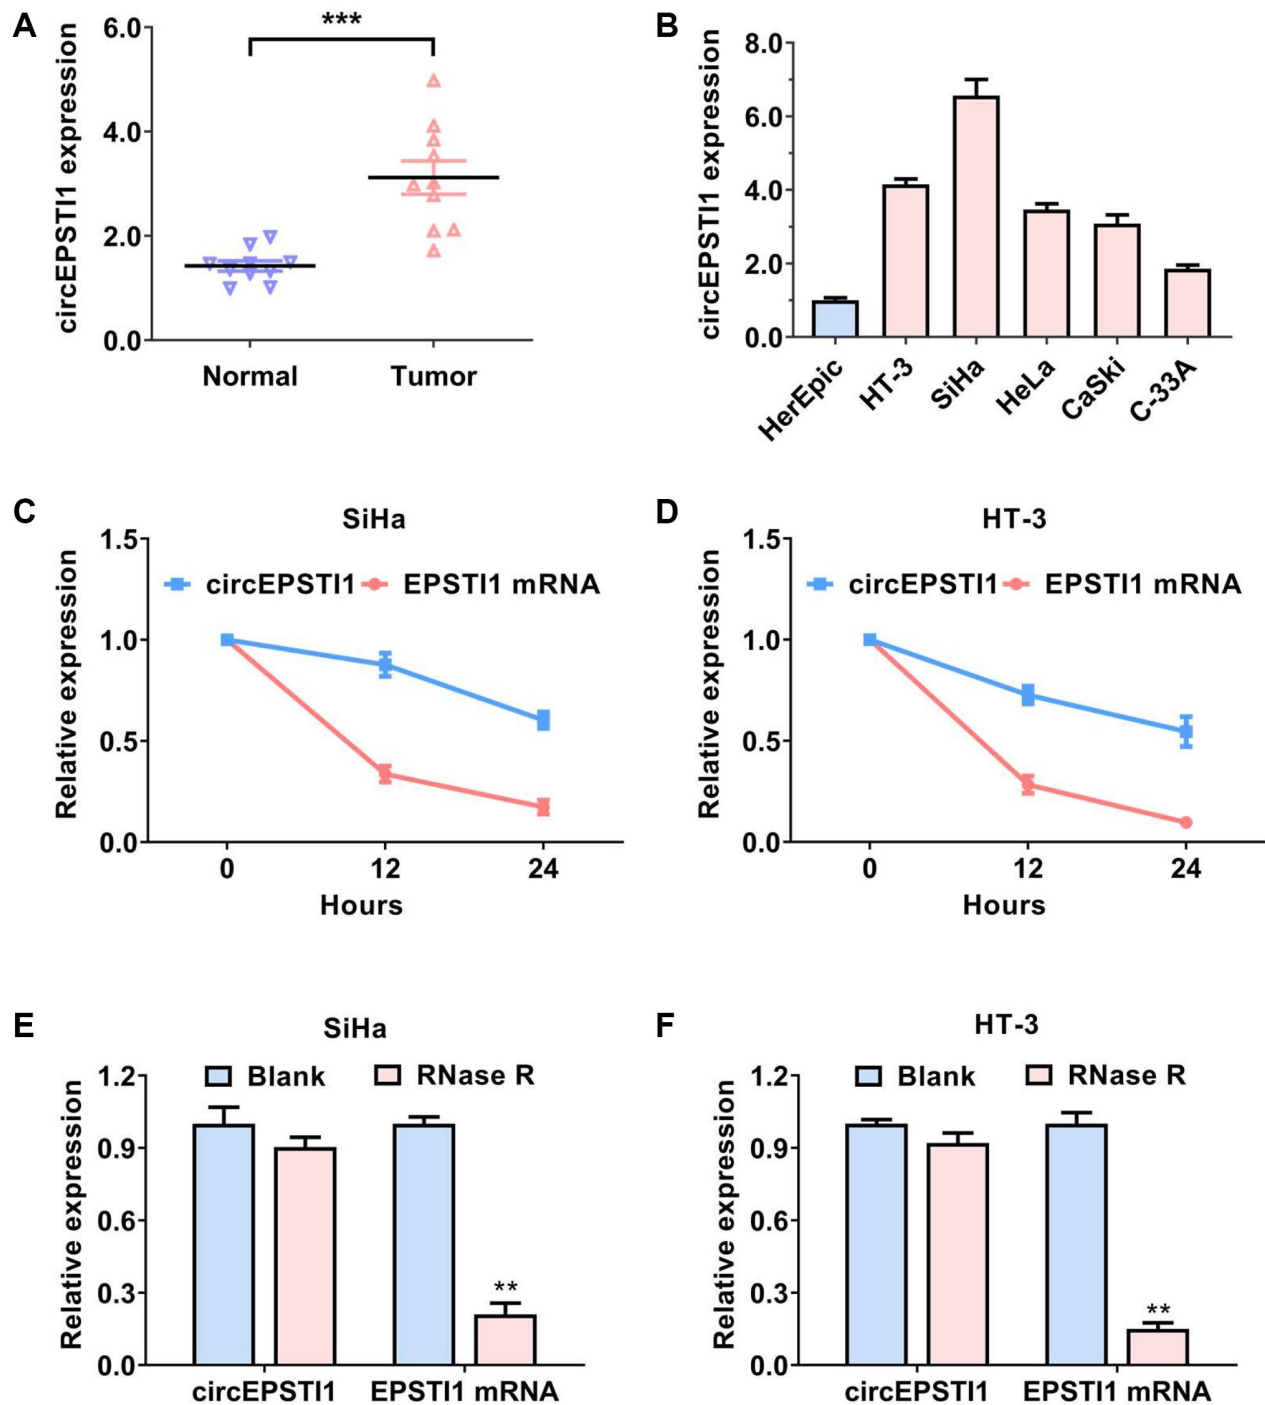 A
circEPSTI1 expression
6.0
4.0
2.0
0.0
***
Normal
Tumor
B
circEPSTI1 expression
8.0
6.0
4.0
2.0
0.0
HerEpic
HT-3
SiHa
HeLa
CaSki
C-33A
C
SiHa
Relative expression
1.5
1.0
0.5
0.0
circEPSTI1
EPSTI1 mRNA
0
12
24
Hours
D
HT-3
Relative expression
1.5
1.0
0.5
0.0
circEPSTI1
EPSTI1 mRNA
0
12
24
Hours
E
SiHa
Relative expression
1.2
0.9
0.6
0.3
0.0
Blank
RNase R
**
circEPSTI1
EPSTI1 mRNA
F
HT-3
Relative expression
1.2
0.9
0.6
0.3
0.0
Blank
RNase R
**
circEPSTI1
EPSTI1 mRNA